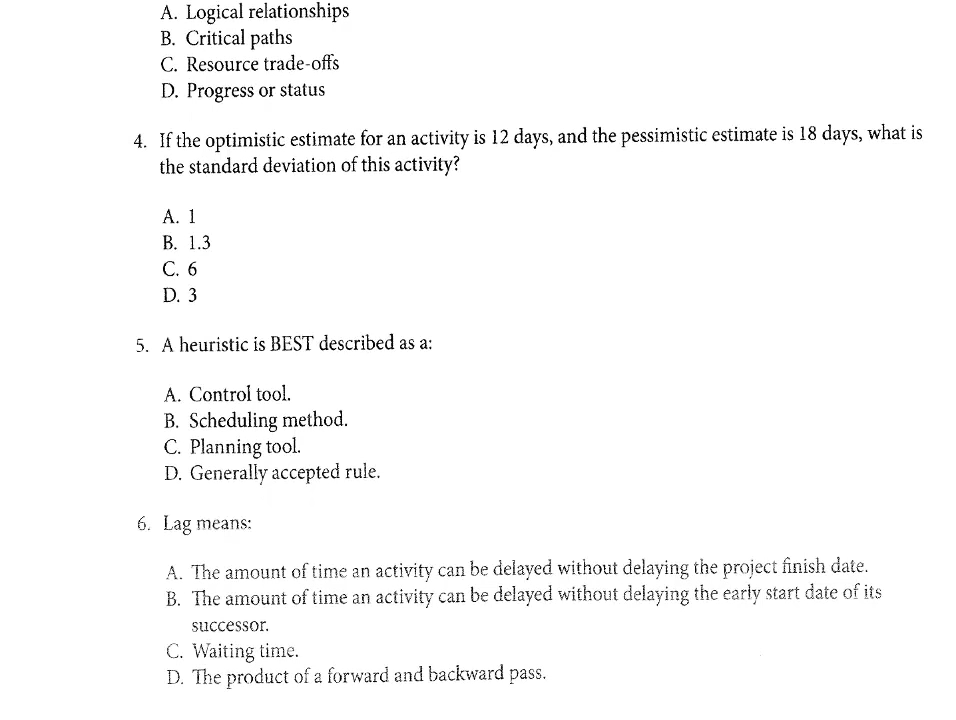 A. Logical relationships
B. Critical paths
C. Resource trade-offs
D. Progress or status
4. If the optimistic estimate for an activity is 12 days, and the pessimistic estimate is 18 days, what is
the standard deviation of this activity?
A. 1
B. 1.3
C. 6
D. 3
5. A heuristic is BEST described as a:
A. Control tool.
B. Scheduling method.
C. Planning tool.
D. Generally accepted rule.
6. Lag means:
A. The amount of time an activity can be delayed without delaying the project finish date.
B. The amount of time an activity can be delayed without delaying the early start date of its
successor.
C. Waiting time.
D. The product of a forward and backward pass.